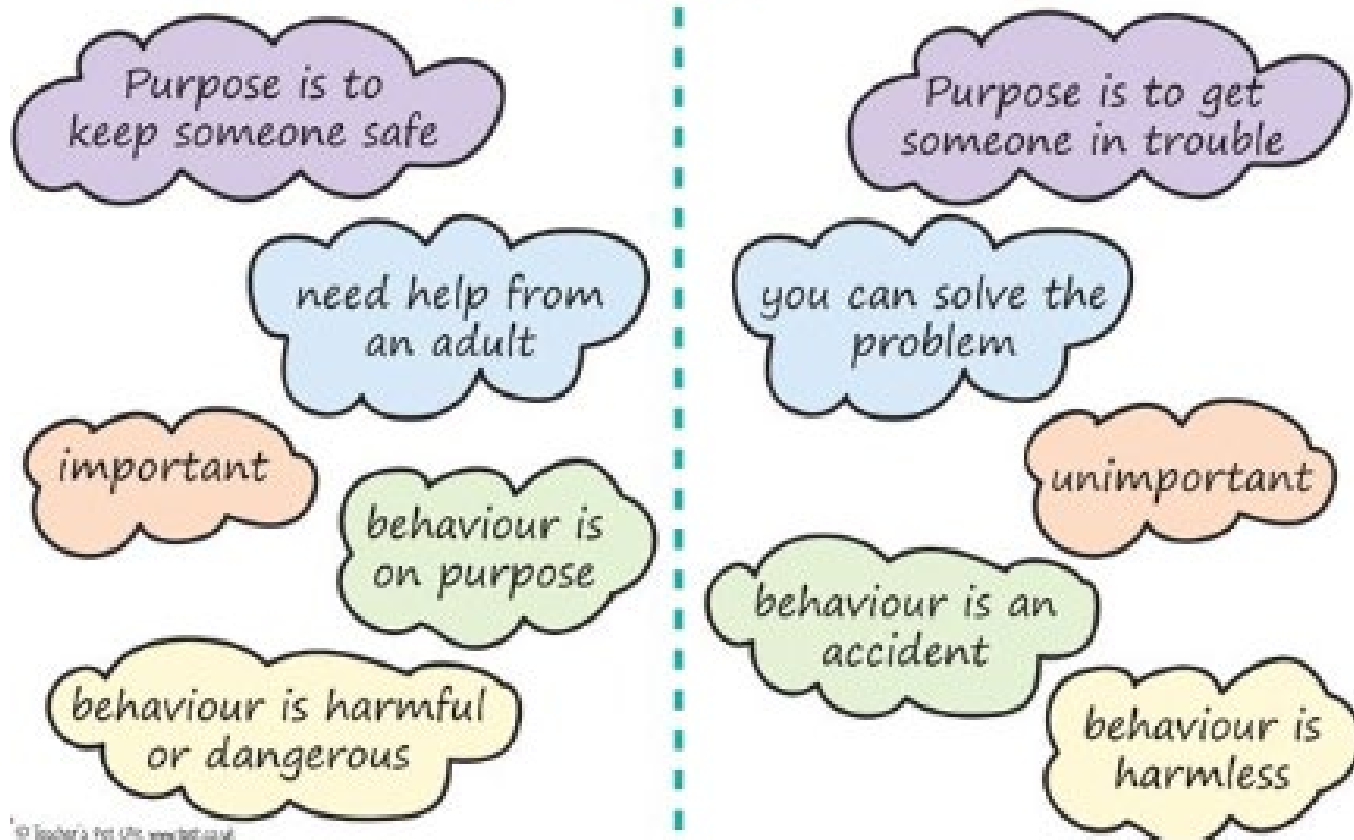 Purpose is to
keep someone safe
need help from
an adult
important
behaviour is
on purpose
behaviour is harmful
or dangerous
Purpose is to get
someone in trouble
you can solve the
problem
unimportant
behaviour is an
accident
behaviour is
harmless
© Teacher's Pet